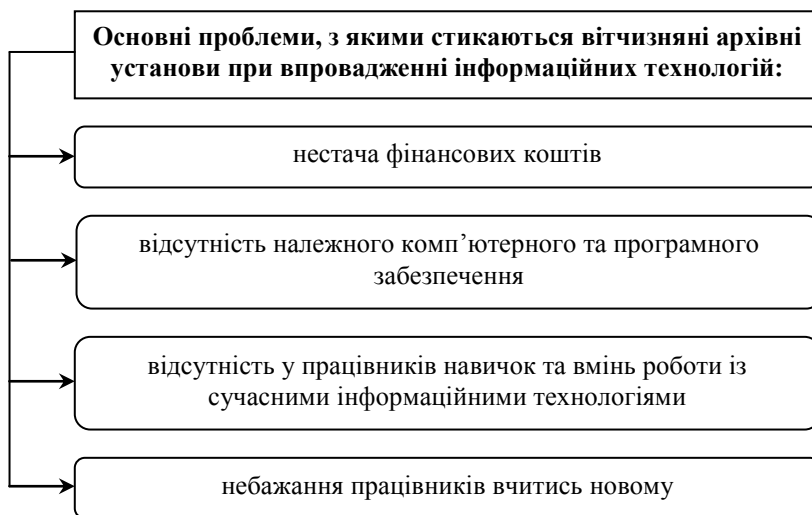 Основні проблеми, з якими стикаються вітчизняні архівні
установи при впровадженні інформаційних технологій:
нестача фінансових коштів
відсутність належного комп’ютерного та програмного
забезпечення
відсутність у працівників навичок та вмінь роботи із
сучасними інформаційними технологіями
небажання працівників вчитись новому